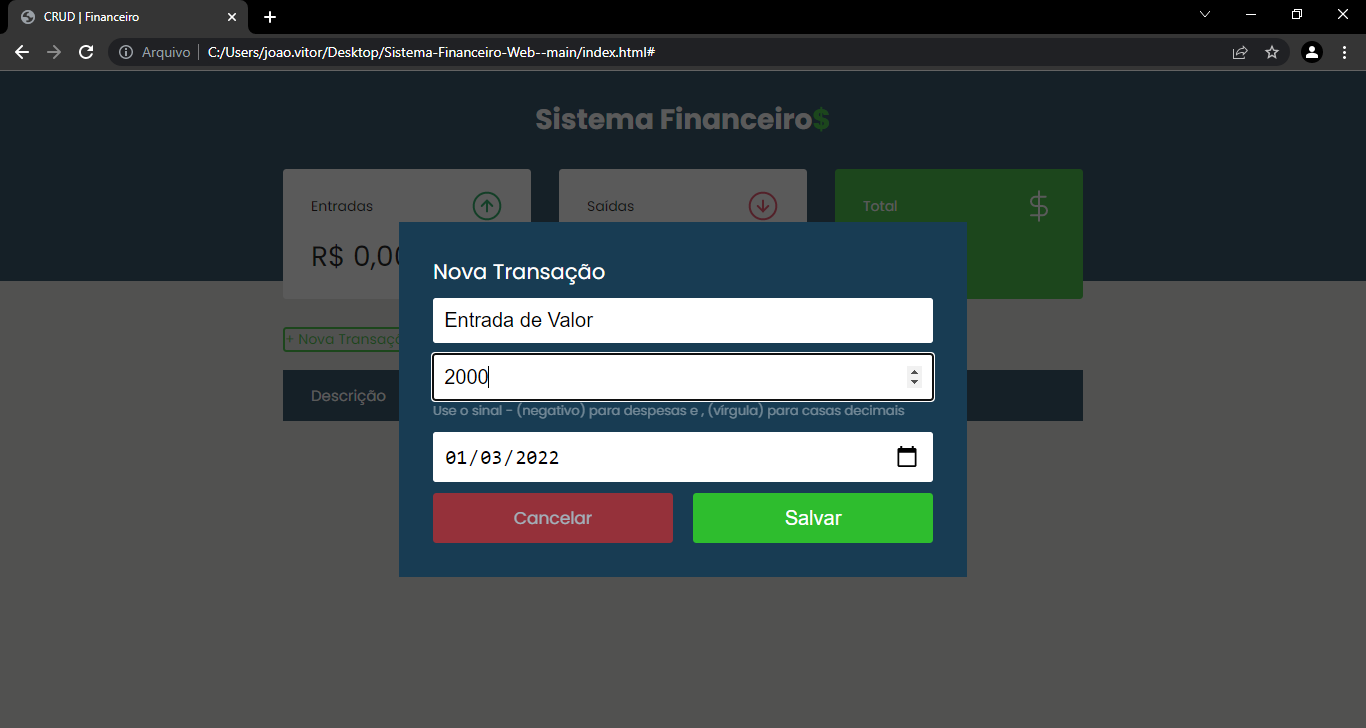 CRUD | Financeiro
Arquivo C:/Users/joao.vitor/Desktop/Sistema-Financeiro-Web--main/index.html#
Sistema Financeiro$
Entradas Saídas Total
R$ 0,00
Nova Transação
Entrada de Valor
+ Nova Transaç
2000
Descrição
Use o sinal - (negativo) para despesas e , (vírgula) para casas decimais
01/03/2022
Cancelar Salvar